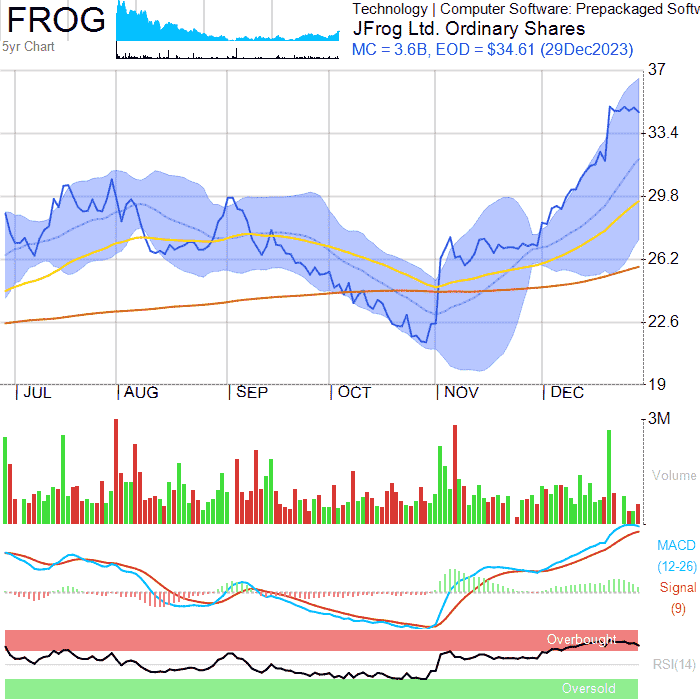 FROG
5yr Chart
Technology | Computer Software: Prepackaged Softw
JFrog Ltd. Ordinary Shares
MC = 3.6B, EOD = $34.61 (29Dec2023)
37
33.4
29.8
26.2
22.6
19
|JUL |AUG |SEP |OCT |NOV |DEC
3M
Volume
MACD
(12-26)
Signal
(9)
Overbought
RSI(14)
Oversold